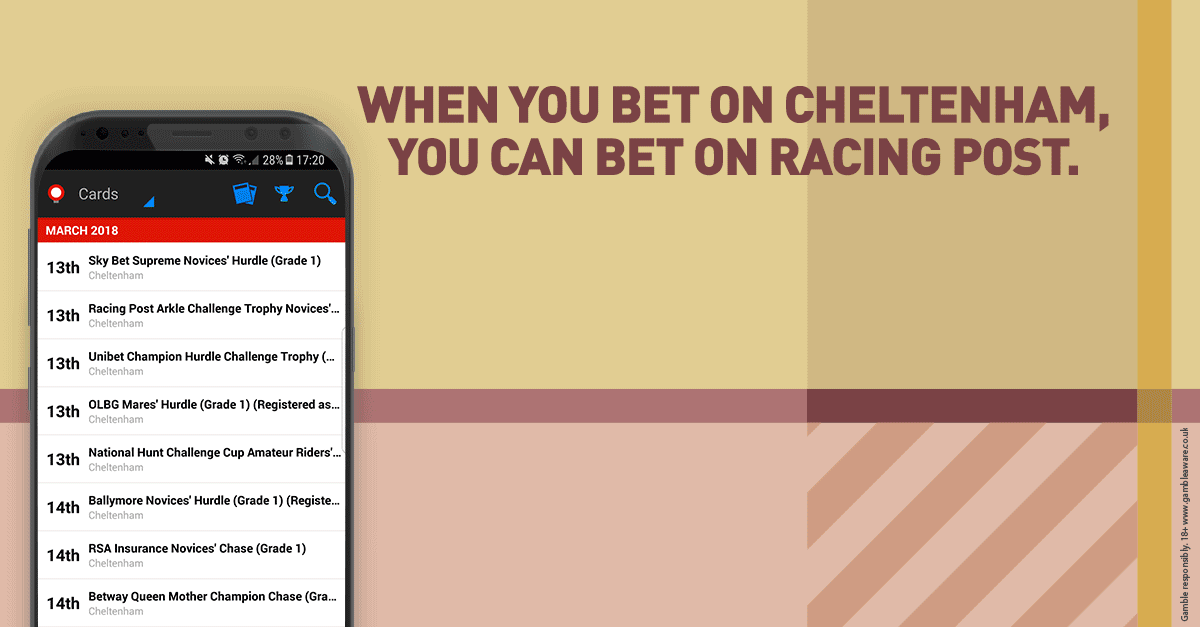 WHEN YOU BET ON CHELTENHAM,
YOU CAN BET ON RACING POST.
28% 17:20
Cards
MARCH 2018
13th Sky Bet Supreme Novices' Hurdle (Grade 1)
Cheltenham
13th Racing Post Arkle Challenge Trophy Novices'...
Cheltenham
13th Unibet Champion Hurdle Challenge Trophy (...
Cheltenham
13th OLBG Mares' Hurdle (Grade 1) (Registered as...
Cheltenham
13th National Hunt Challenge Cup Amateur Riders'...
Cheltenham
14th Ballymore Novices' Hurdle (Grade 1) (Registe...
Cheltenham
14th RSA Insurance Novices' Chase (Grade 1)
Cheltenham
14th Betway Queen Mother Champion Chase (Gra...
Cheltenham
Gamble responsibly. 18+ www.gambleaware.co.uk